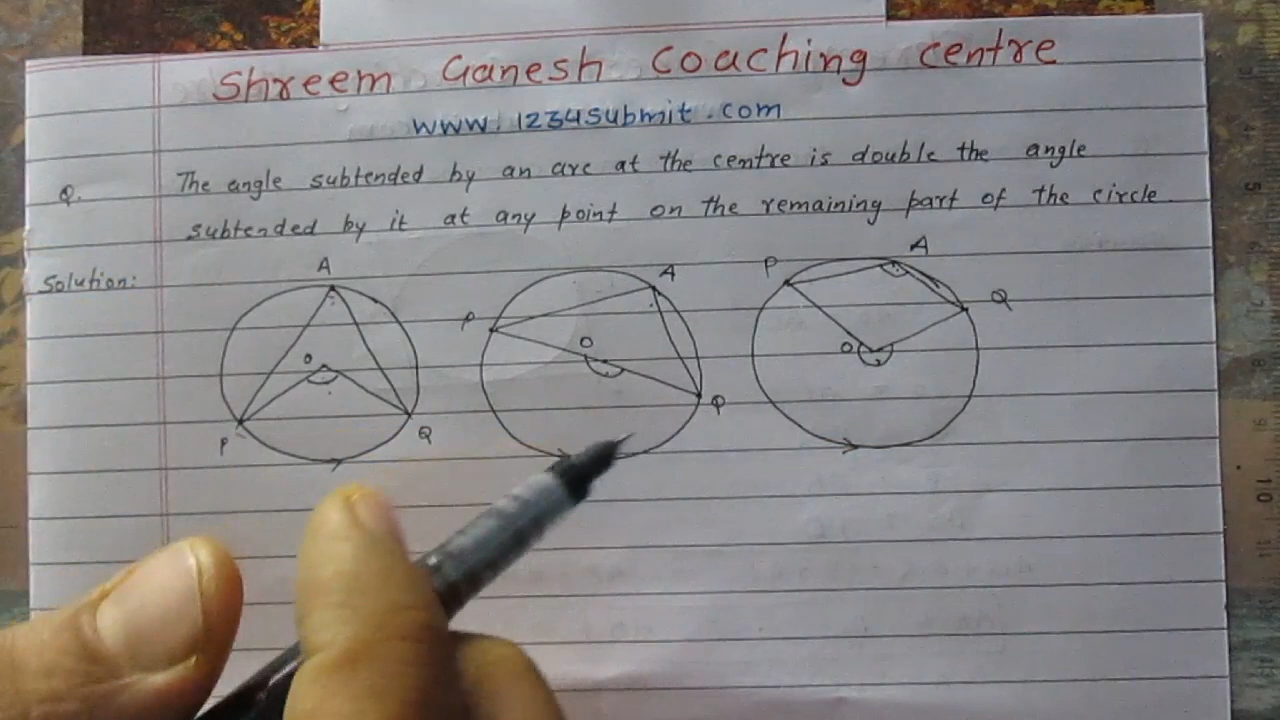 Shreem Ganesh Coaching centre
www.1234submit.com
Q. The angle subtended by an arc at the centre is double the angle
subtended by it at any point on the remaining part of the circle.
Solution:
A
P
O
Q
A
P
O
Q
A
P
O
Q